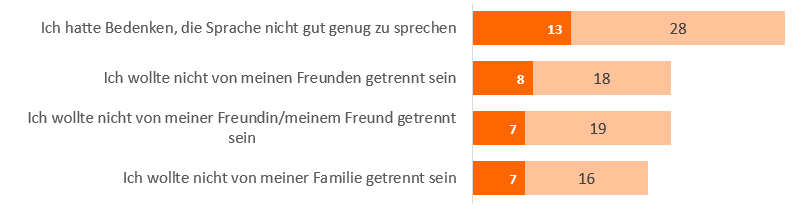 Ich hatte Bedenken, die Sprache nicht gut genug zu sprechen 13 28
Ich wollte nicht von meinen Freunden getrennt sein 8 18
Ich wollte nicht von meiner Freundin/meinem Freund getrennt
sein 7 19
Ich wollte nicht von meiner Familie getrennt sein 7 16